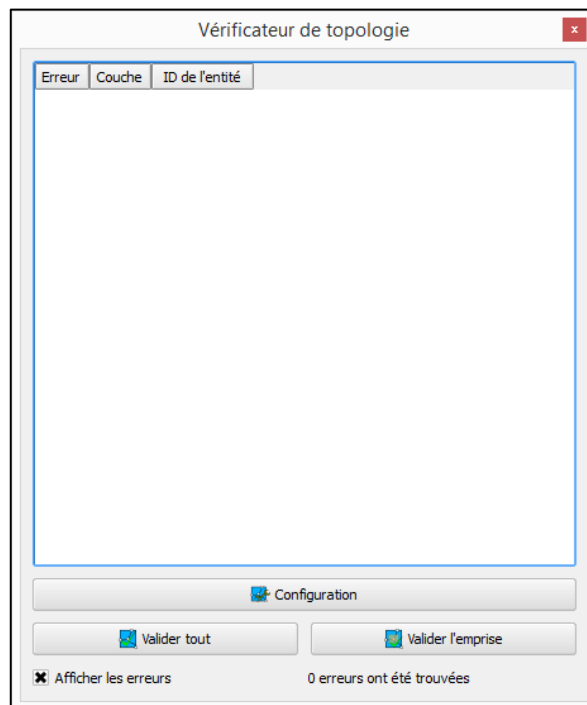 Vérificateur de topologie
x
Erreur Couche ID de l'entité
Configuration
Valider tout Valider l'emprise
Afficher les erreurs 0 erreurs ont été trouvées